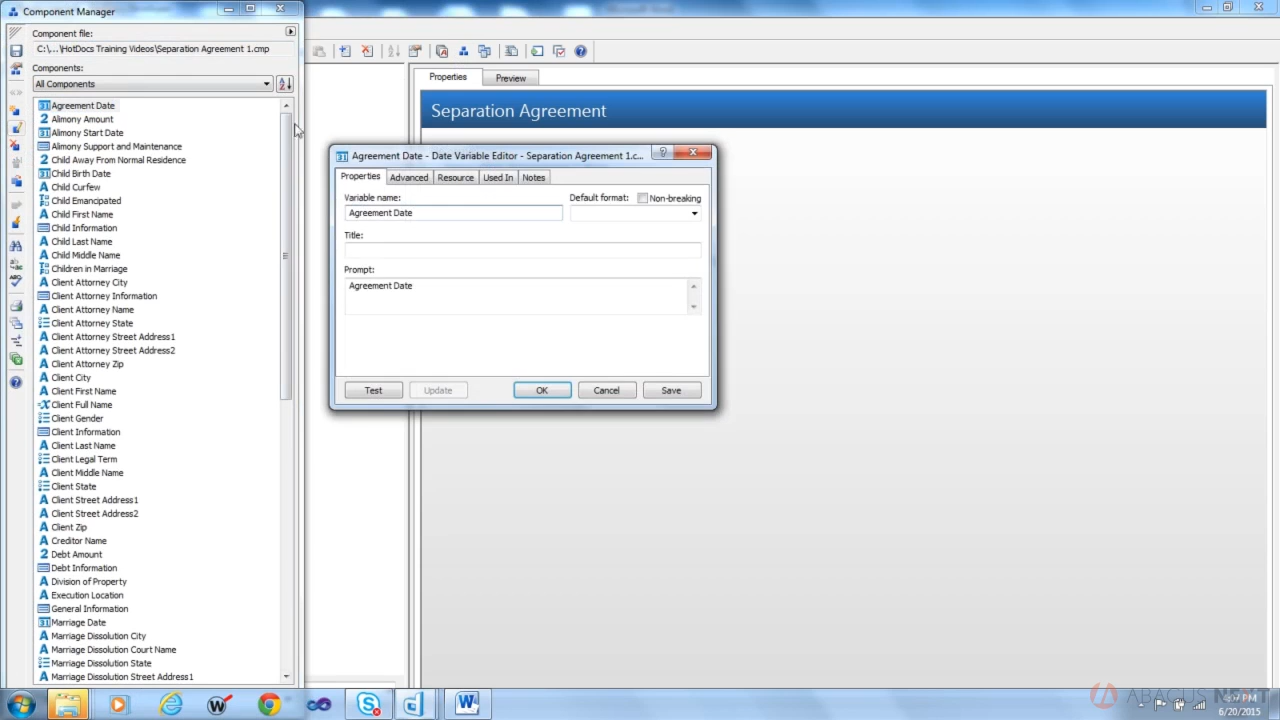 Component Manager
Component file:
C:\...\HotDocs Training Videos\Separation Agreement 1.cmp
Components:
All Components
Agreement Date
Alimony Amount
Alimony Start Date
Alimony Support and Maintenance
Child Away From Normal Residence
Child Birth Date
Child Curfew
Child Emancipated
Child First Name
Child Information
Child Last Name
Child Middle Name
Children in Marriage
Client Attorney City
Client Attorney Information
Client Attorney Name
Client Attorney State
Client Attorney Street Address1
Client Attorney Street Address2
Client Attorney Zip
Client City
Client First Name
Client Full Name
Client Gender
Client Information
Client Last Name
Client Legal Term
Client Middle Name
Client State
Client Street Address1
Client Street Address2
Client Zip
Creditor Name
Debt Amount
Debt Information
Division of Property
Execution Location
General Information
Marriage Date
Marriage Dissolution City
Marriage Dissolution Court Name
Marriage Dissolution State
Marriage Dissolution Street Address1
Properties Preview
Separation Agreement
Agreement Date - Date Variable Editor - Separation Agreement 1.c...
Properties Advanced Resource Used In Notes
Variable name: Default format: Non-breaking
Agreement Date
Title:
Prompt:
Agreement Date
Test Update OK Cancel Save
ABACUS NEXT
6/20/2015